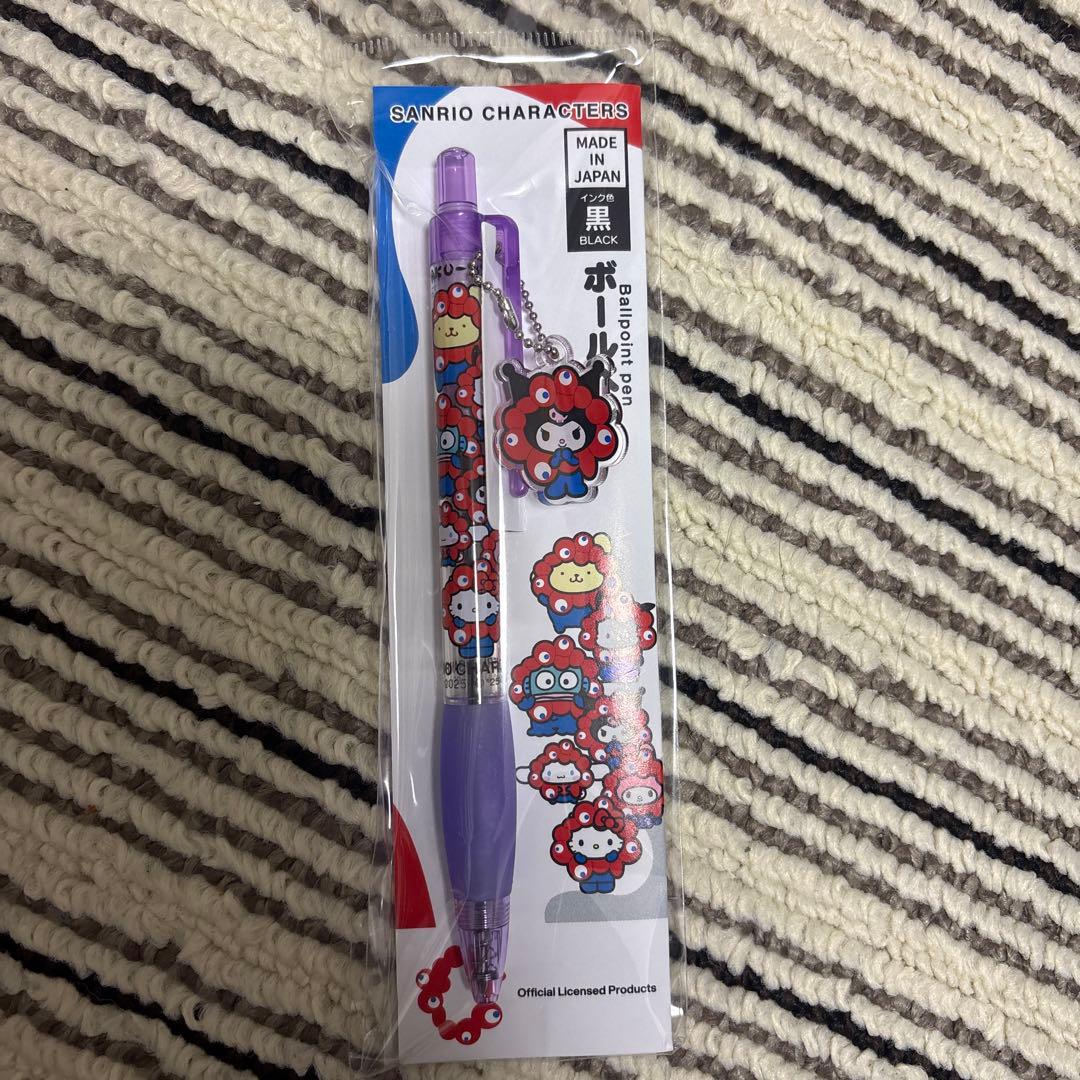 SANRIO CHARACTERS
MADE
IN
JAPAN
インク色
黒
BLACK
ボール
Ballpoint pen
2025
Official Licensed Products